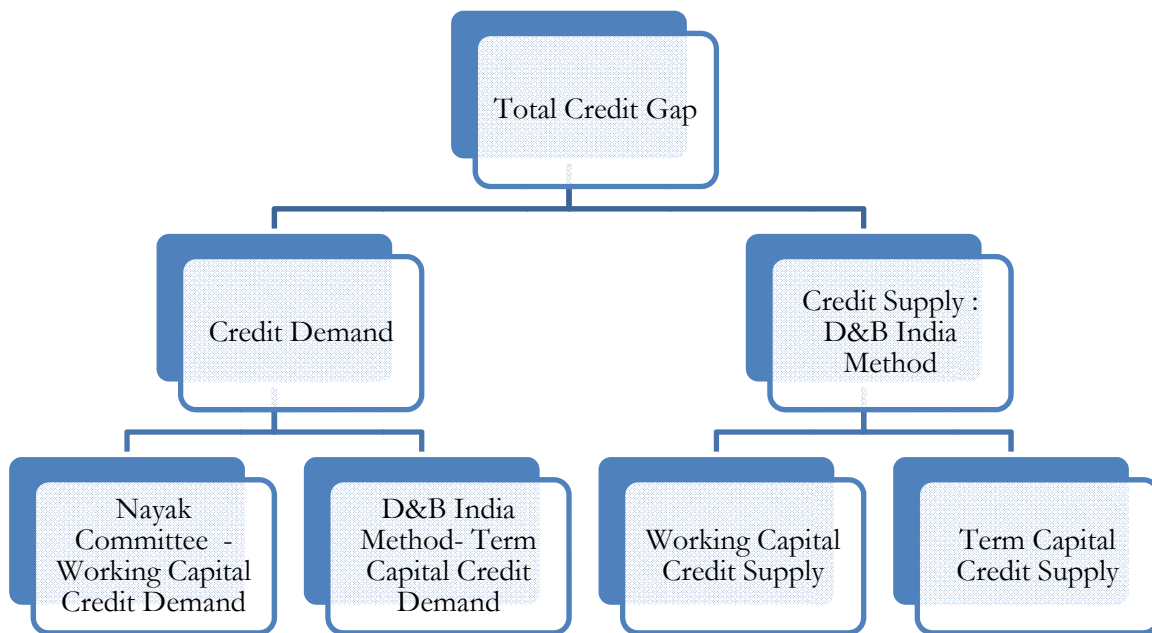 Total Credit Gap
Credit Demand
Credit Supply :
D&B India
Method
Nayak
Committee -
Working Capital
Credit Demand
D&B India
Method- Term
Capital Credit
Demand
Working Capital
Credit Supply
Term Capital
Credit Supply